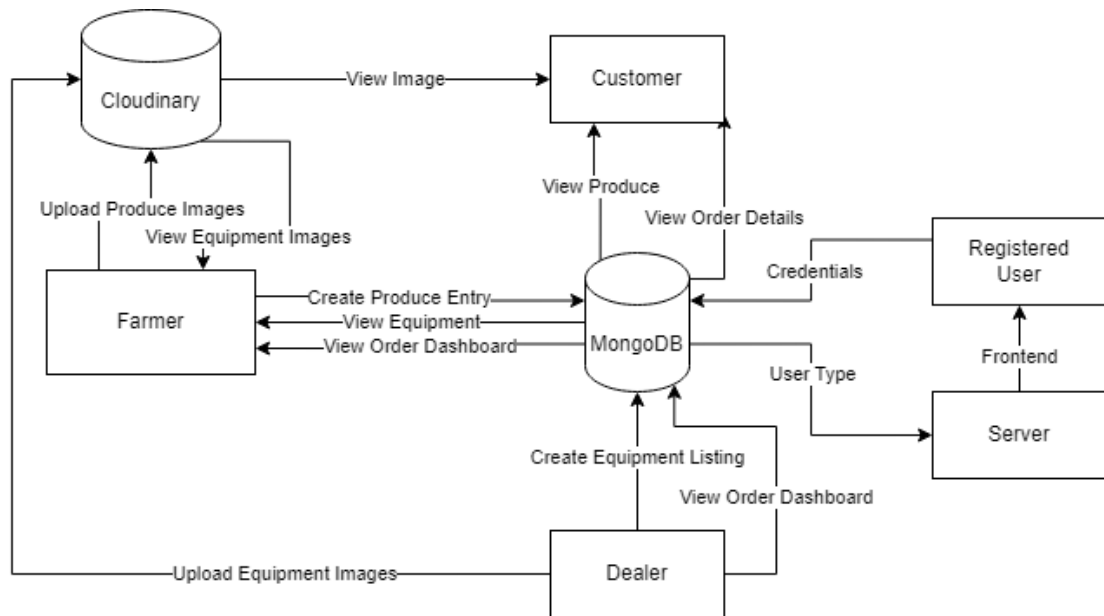 Cloudinary
View Image
Customer
Upload Produce Images
View Equipment Images
View Produce
View Order Details
Credentials
Registered
User
Farmer
Create Produce Entry
View Equipment
View Order Dashboard
MongoDB
User Type
Frontend
Server
Create Equipment Listing
View Order Dashboard
Upload Equipment Images
Dealer